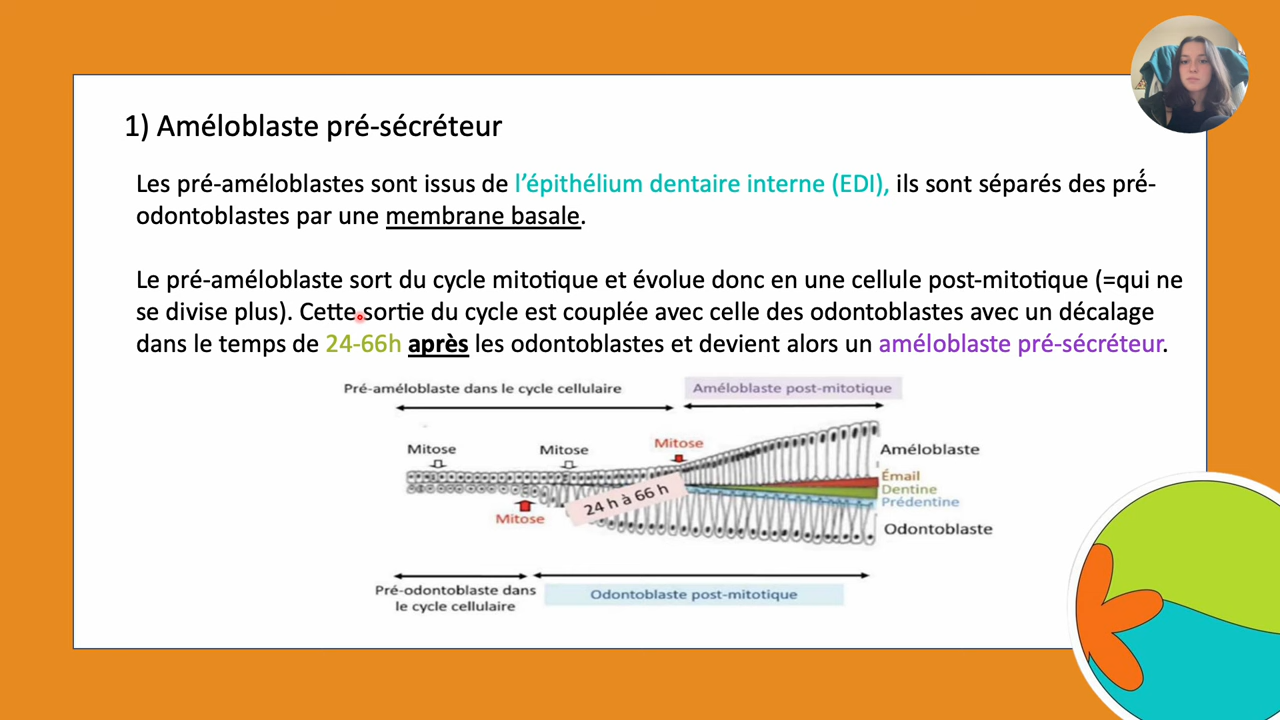 1) Améloblaste pré-sécréteur
Les pré-améloblastes sont issus de l’épithélium dentaire interne (EDI), ils sont séparés des pré-
odontoblastes par une membrane basale.
Le pré-améloblaste sort du cycle mitotique et évolue donc en une cellule post-mitotique (=qui ne
se divise plus). Cette sortie du cycle est couplée avec celle des odontoblastes avec un décalage
dans le temps de 24-66h après les odontoblastes et devient alors un améloblaste pré-sécréteur.
Pré-améloblaste dans le cycle cellulaire
Améloblaste post-mitotique
Mitose
Mitose
Mitose
Améloblaste
Émail
Dentine
Prédentine
24 h à 66 h
Mitose
Odontoblaste
Pré-odontoblaste dans
le cycle cellulaire
Odontoblaste post-mitotique